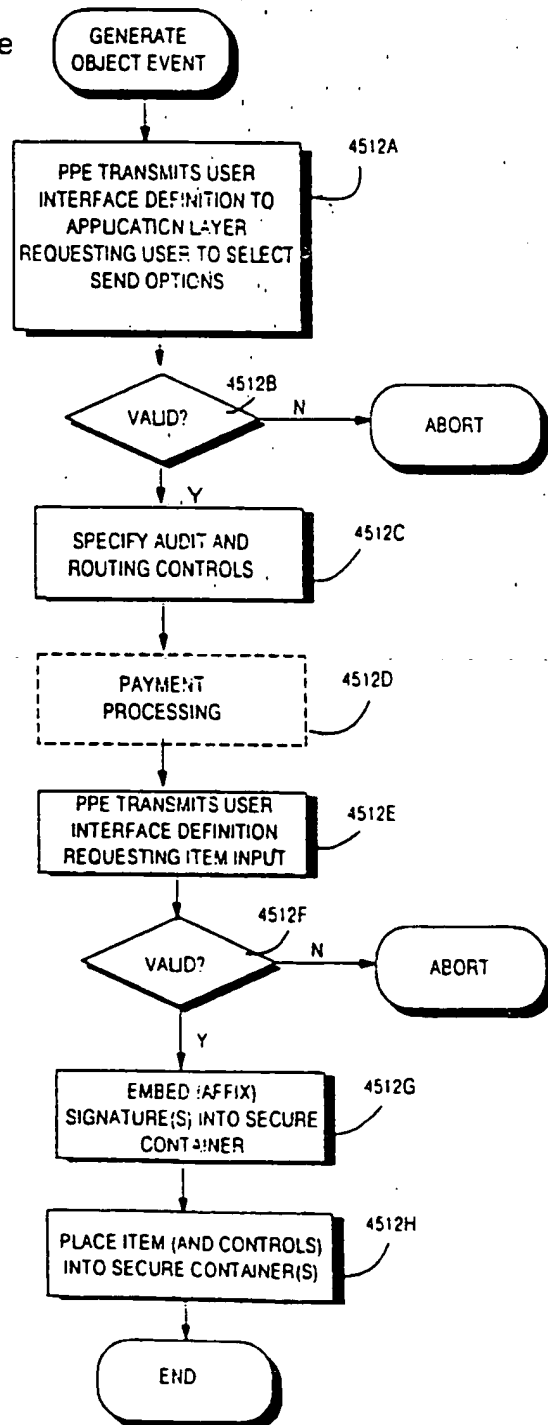 e
GENERATE
OBJECT EVENT
4512A
PPE TRANSMITS USER
INTERFACE DEFINITION TO
APPLICATION LAYER
REQUESTING USER TO SELECT
SEND OPTIONS
4512B
VALID?
N
ABORT
Y
SPECIFY AUDIT AND
ROUTING CONTROLS
4512C
PAYMENT
PROCESSING
4512D
PPE TRANSMITS USER
INTERFACE DEFINITION
REQUESTING ITEM INPUT
4512E
4512F
VALID?
N
ABORT
Y
EMBED (AFFIX)
SIGNATURE(S) INTO SECURE
CONTAINER
4512G
PLACE ITEM (AND CONTROLS)
INTO SECURE CONTAINER(S)
4512H
END